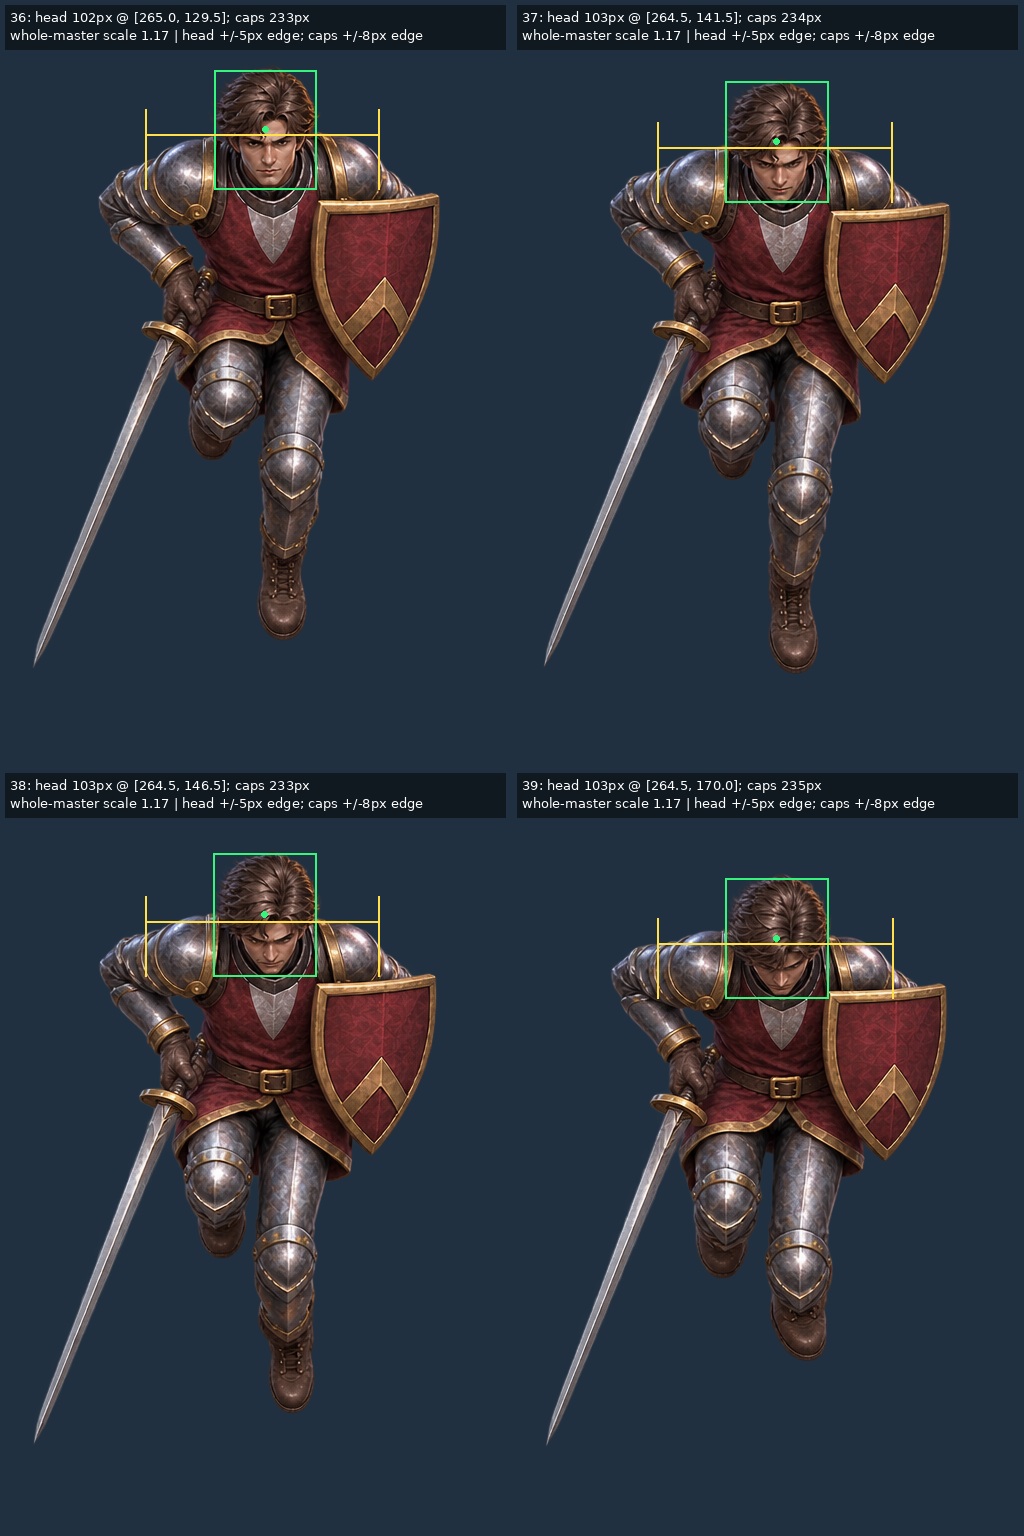 36: head 102px @ [265.0, 129.5]; caps 233px
whole-master scale 1.17 | head +/-5px edge; caps +/-8px edge
37: head 103px @ [264.5, 141.5]; caps 234px
whole-master scale 1.17 | head +/-5px edge; caps +/-8px edge
38: head 103px @ [264.5, 146.5]; caps 233px
whole-master scale 1.17 | head +/-5px edge; caps +/-8px edge
39: head 103px @ [264.5, 170.0]; caps 235px
whole-master scale 1.17 | head +/-5px edge; caps +/-8px edge